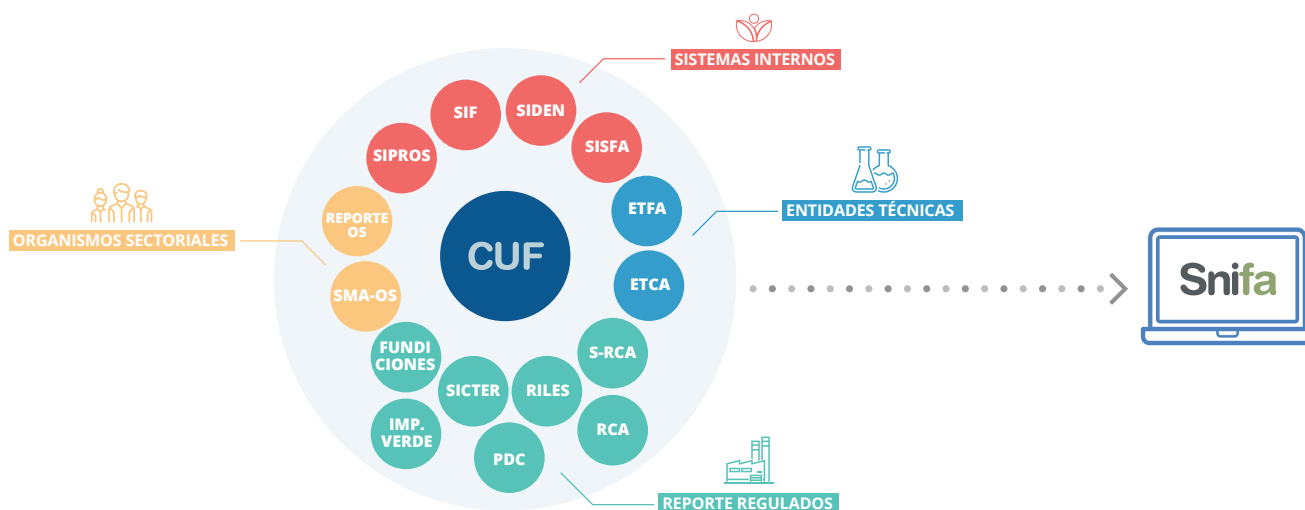 SISTEMAS INTERNOS
SIF
SIDEN
SIPROS
SISFA
ENTIDADES TÉCNICAS
ETFA
ETCA
ORGANISMOS SECTORIALES
REPORTE
OS
SMA-OS
CUF
Snifa
FUNDI
CIONES
SICTER
RILES
S-RCA
IMP.
VERDE
PDC
RCA
REPORTE REGULADOS